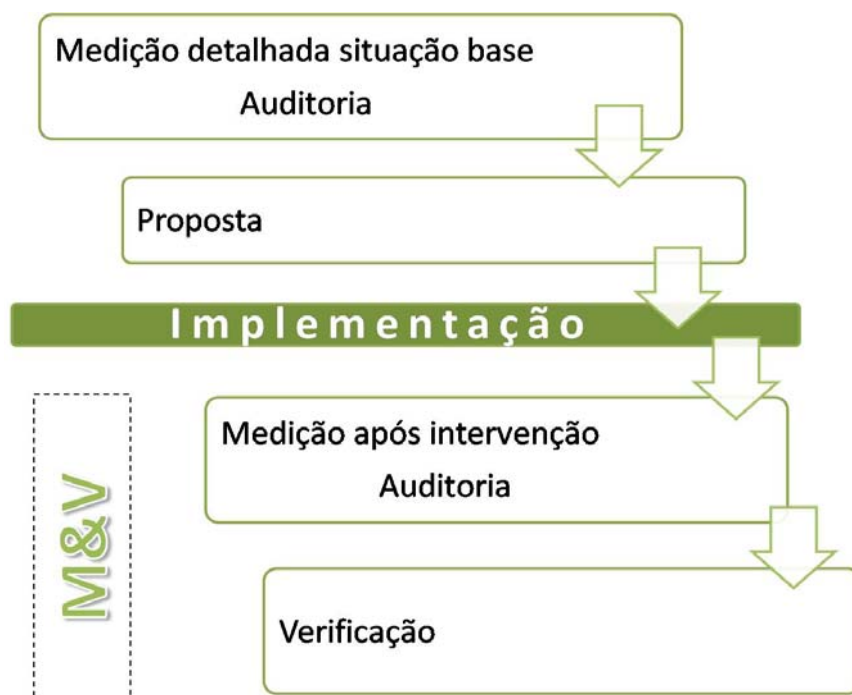 Medição detalhada situação base
Auditoria
Proposta
Implementação
Medição após intervenção
Auditoria
M&V
Verificação